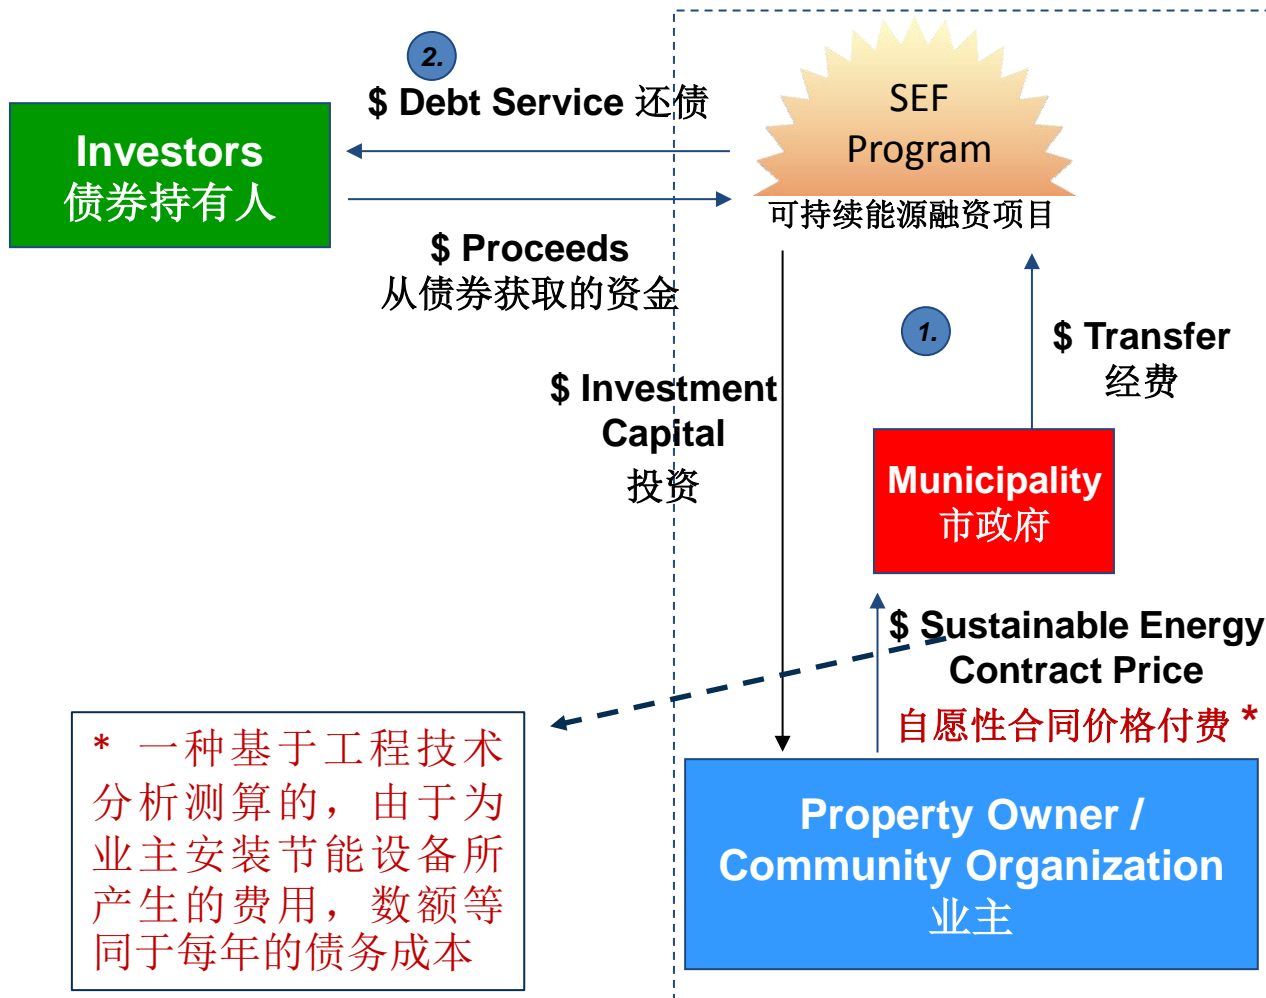 2.
$ Debt Service 还债
SEF
Program
可持续能源融资项目
Investors
债券持有人
$ Proceeds
从债券获取的资金
1.
$ Transfer
经费
$ Investment
Capital
投资
Municipality
市政府
$ Sustainable Energy
Contract Price
自愿性合同价格付费 *
* 一种基于工程技术
分析测算的，由于为
业主安装节能设备所
产生的费用，数额等
同于每年的债务成本
Property Owner /
Community Organization
业主